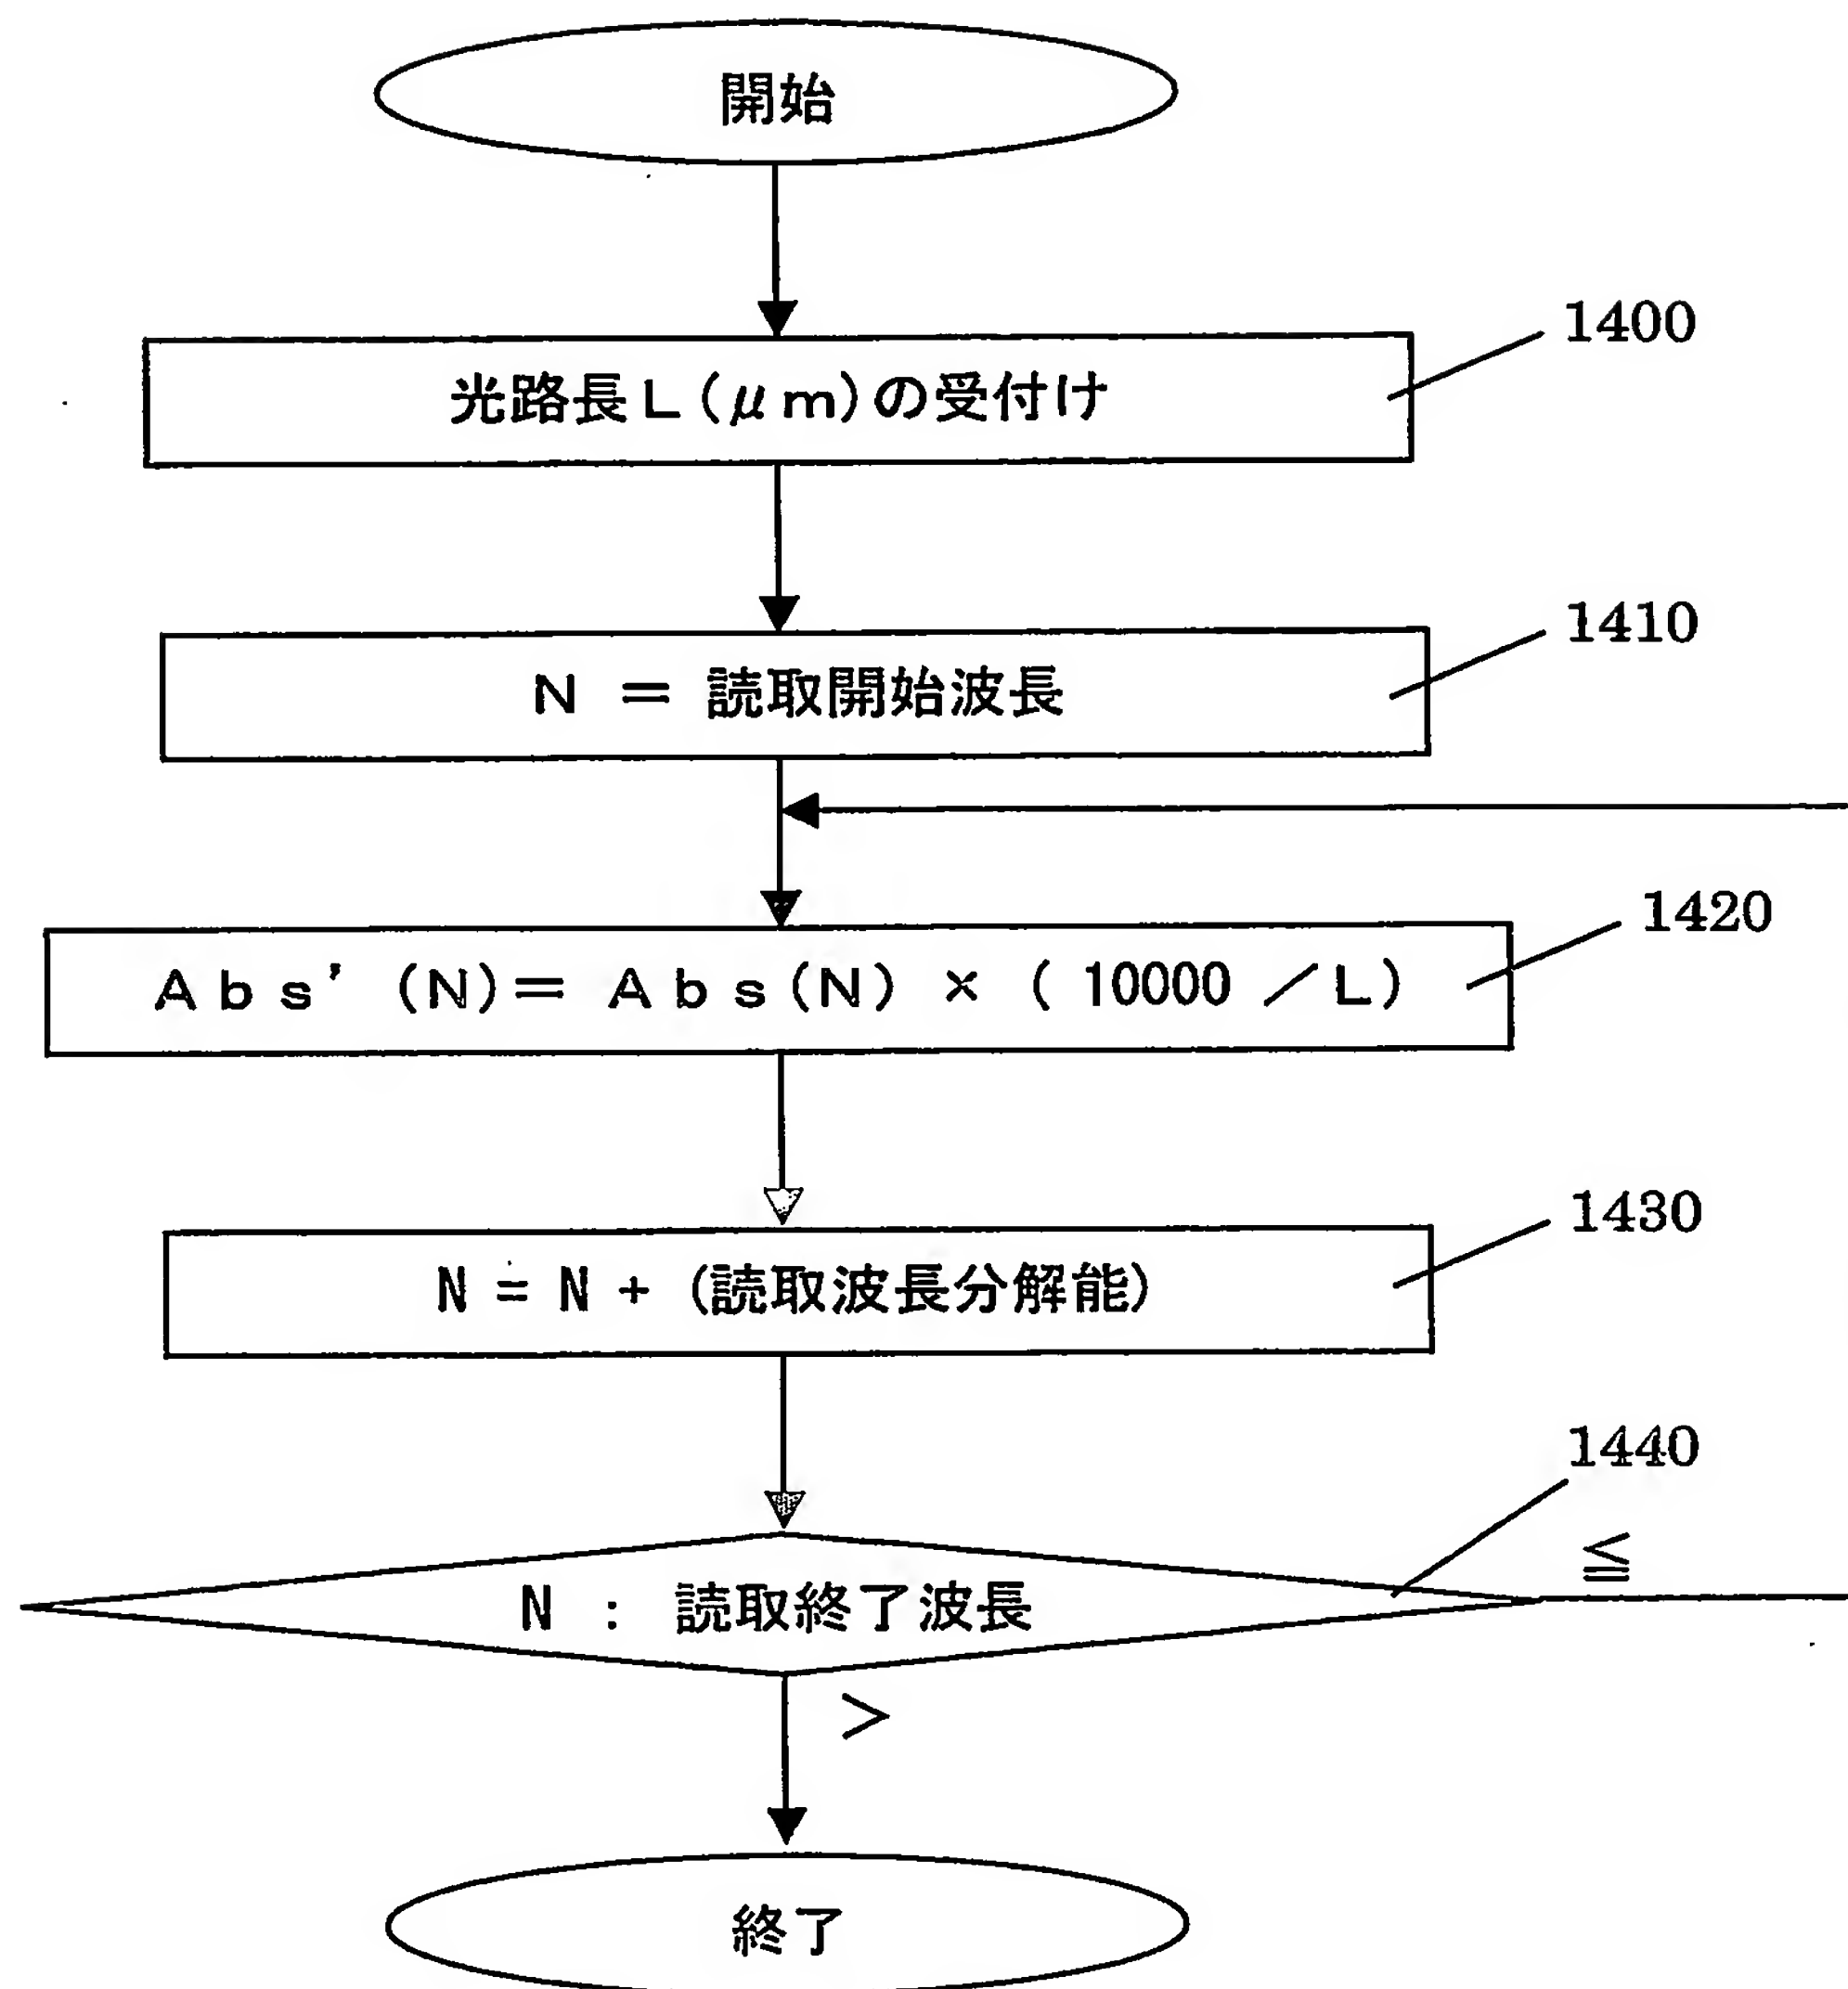 開始
1400
光路長L(μm)の受付け
1410
N = 読取開始波長
1420
Abs'(N)= Abs(N) × (10000／L)
1430
N = N + (読取波長分解能)
1440
≦
N : 読取終了波長
>
終了